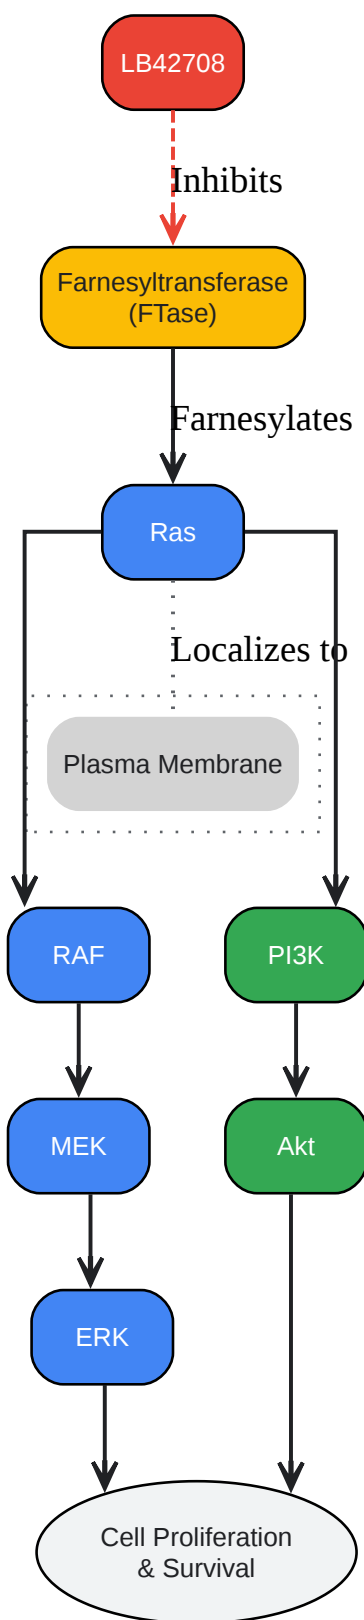 LB42708
Inhibits
Farnesyltransferase
(FTase)
Farnesylates
Ras
Localizes to
Plasma Membrane
RAF
PI3K
MEK
Akt
ERK
Cell Proliferation
& Survival